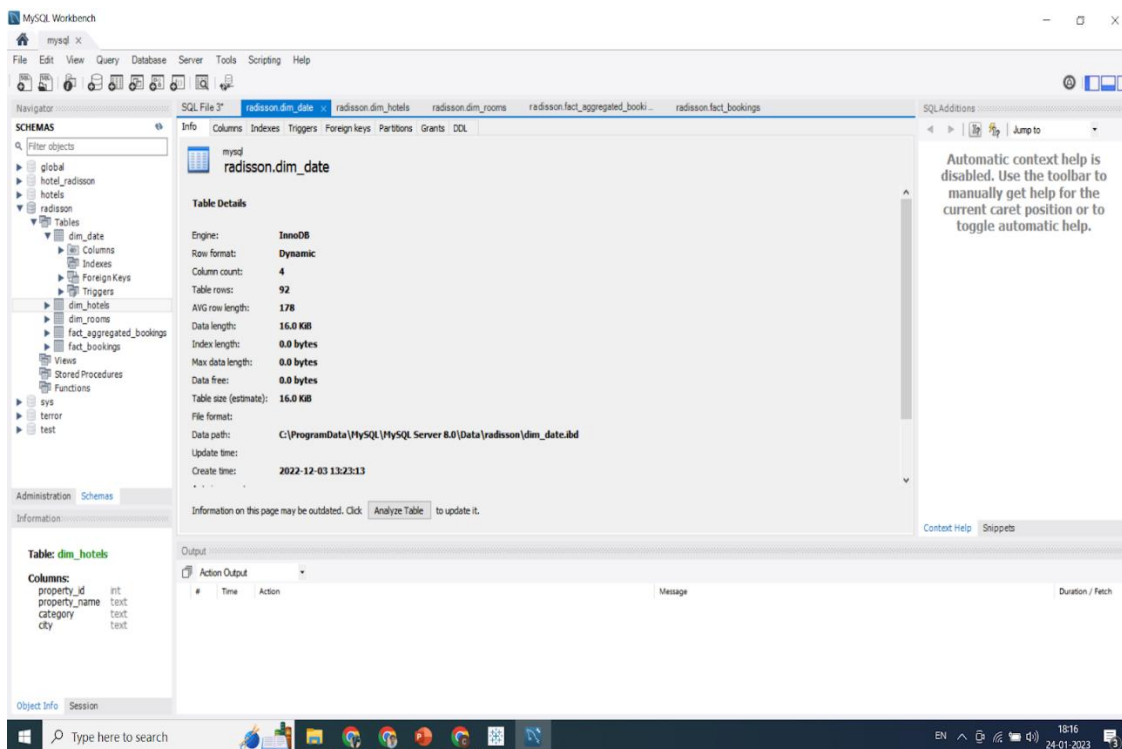 MySQL Workbench
mysql
File Edit View Query Database Server Tools Scripting Help
Navigator
SCHEMAS
Filter objects
global
hotel_radisson
hotels
radisson
Tables
dim_date
Columns
Indexes
Foreign Keys
Triggers
dim_hotels
dim_rooms
fact_aggregated_bookings
fact_bookings
Views
Stored Procedures
Functions
sys
terror
test
Administration Schemas
Information
Table: dim_hotels
Columns:
property_id int
property_name text
category text
city text
Object Info Session
SQL File 3* radisson.dim_date radisson.dim_hotels radisson.dim_rooms radisson.fact_aggregated_booki... radisson.fact_bookings
Info Columns Indexes Triggers Foreign keys Partitions Grants DDL
mysql
radisson.dim_date
Table Details
Engine: InnoDB
Row format: Dynamic
Column count: 4
Table rows: 92
AVG row length: 178
Data length: 16.0 KiB
Index length: 0.0 bytes
Max data length: 0.0 bytes
Data free: 0.0 bytes
Table size (estimate): 16.0 KiB
File format:
Data path: C:\ProgramData\MySQL\MySQL Server 8.0\Data\radisson\dim_date.ibd
Update time:
Create time: 2022-12-03 13:23:13
Information on this page may be outdated. Click Analyze Table to update it.
Output
Action Output
# Time Action Message Duration / Fetch
SQLAdditions
Jump to
Automatic context help is
disabled. Use the toolbar to
manually get help for the
current caret position or to
toggle automatic help.
Context Help Snippets
Type here to search
EN
18:16
24-01-2023